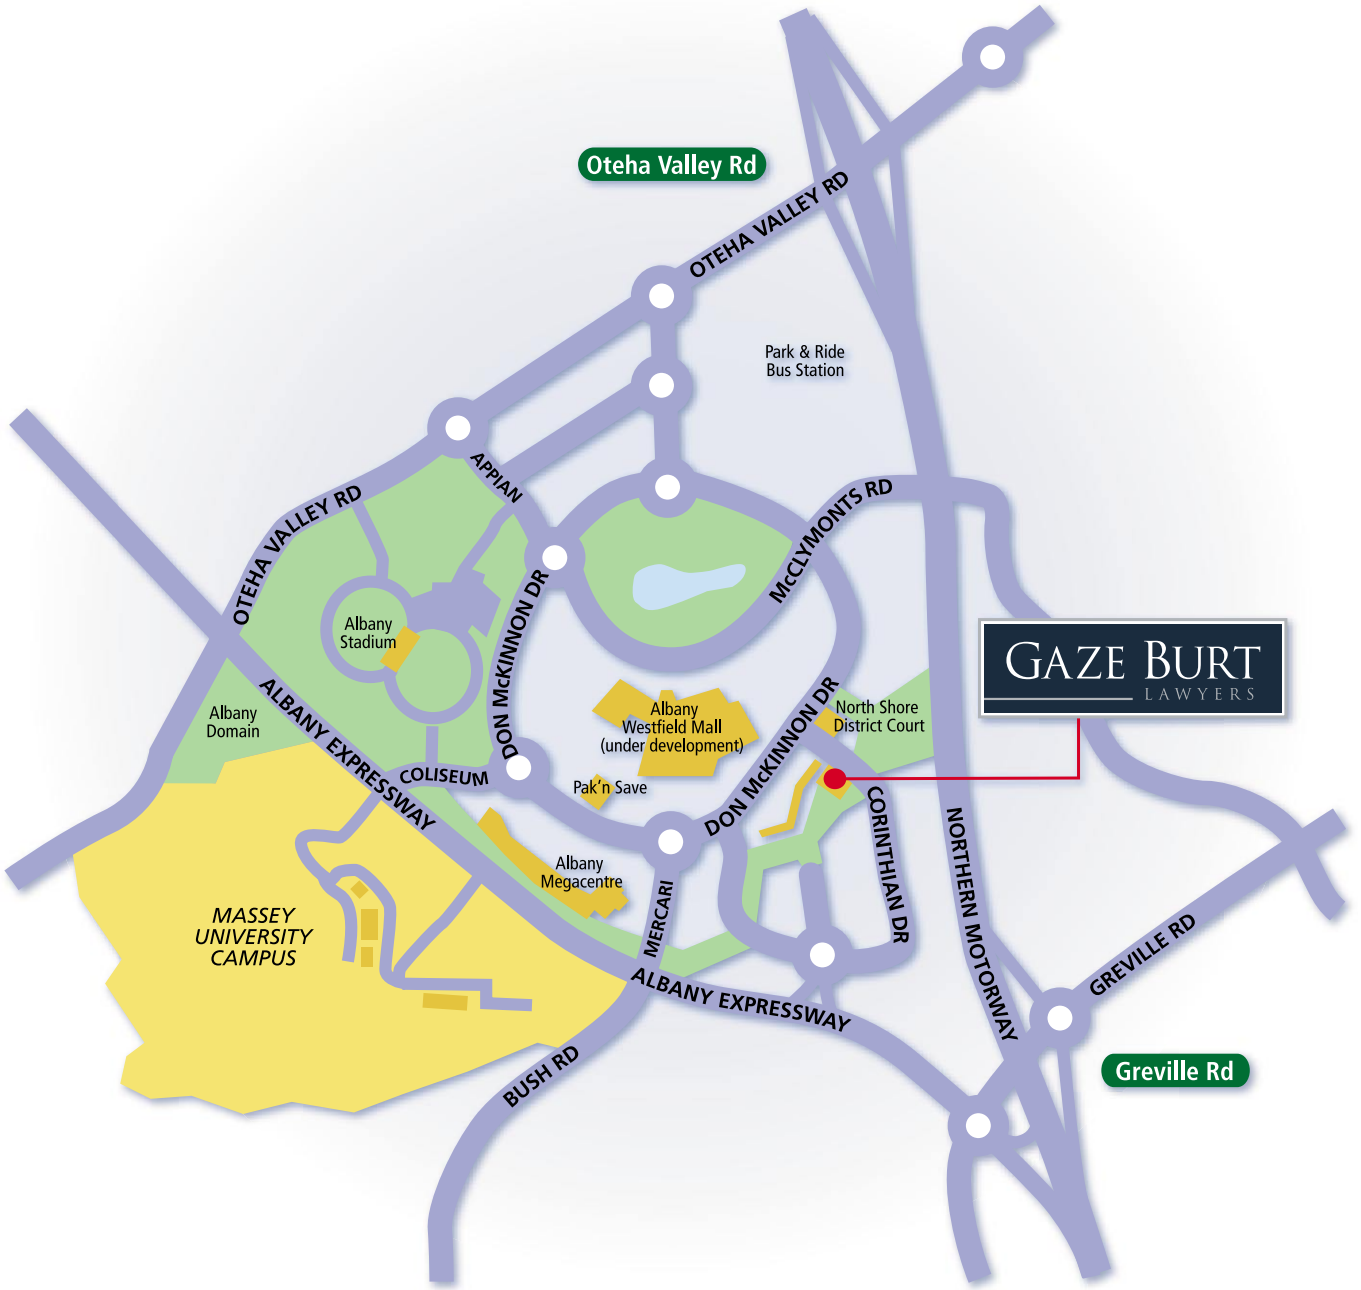 Oteha Valley Rd
OTEHA VALLEY RD
Park & Ride
Bus Station
APPIAN
McCLYMONTS RD
OTEHA VALLEY RD
DON McKINNON DR
Albany
Stadium
GAZE BURT
LAWYERS
Albany
Domain
ALBANY EXPRESSWAY
Albany
Westfield Mall
(under development)
DON McKINNON DR
North Shore
District Court
COLISEUM
Pak'n Save
CORINTHIAN DR
NORTHERN MOTORWAY
Albany
Megacentre
MERCARI
MASSEY
UNIVERSITY
CAMPUS
ALBANY EXPRESSWAY
GREVILLE RD
BUSH RD
Greville Rd